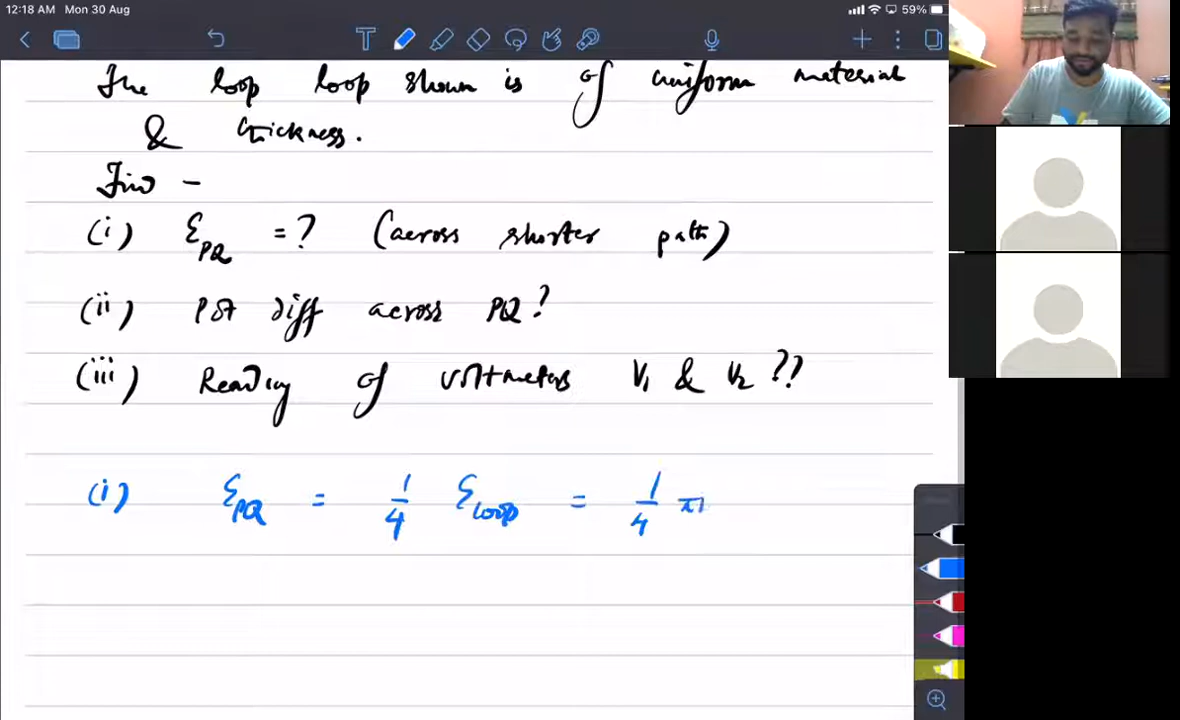 12:18 AM Mon 30 Aug
59%
The loop loop shown is of uniform material
& thickness.
Find -
(i) ε_PQ = ? (across shorter path)
(ii) Pot diff across PQ?
(iii) Reading of voltmeters V₁ & V₂ ??
(i) ε_PQ = 1/4 ε_loop = 1/4 π